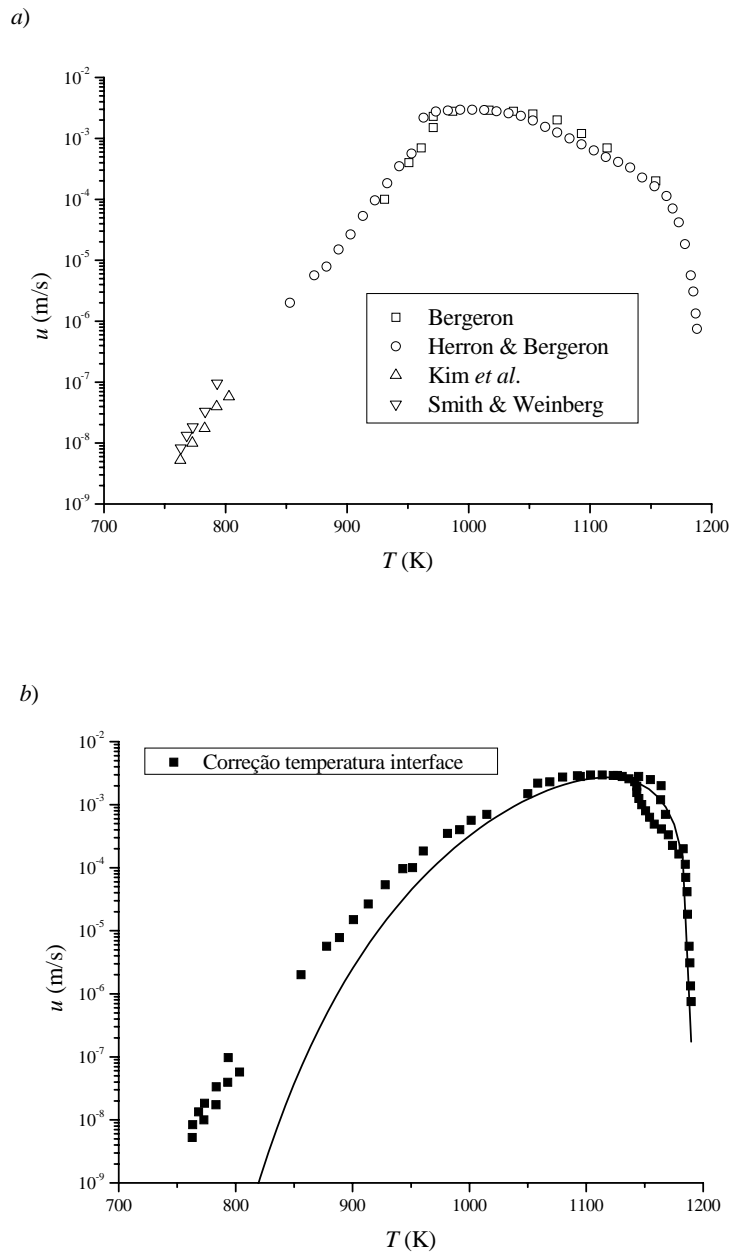 a)
10⁻²
10⁻³
10⁻⁴
10⁻⁵
10⁻⁶
10⁻⁷
10⁻⁸
10⁻⁹
u (m/s)
Bergeron
Herron & Bergeron
Kim et al.
Smith & Weinberg
700 800 900 1000 1100 1200
T (K)
b)
10⁻²
10⁻³
10⁻⁴
10⁻⁵
10⁻⁶
10⁻⁷
10⁻⁸
10⁻⁹
u (m/s)
Correção temperatura interface
700 800 900 1000 1100 1200
T (K)